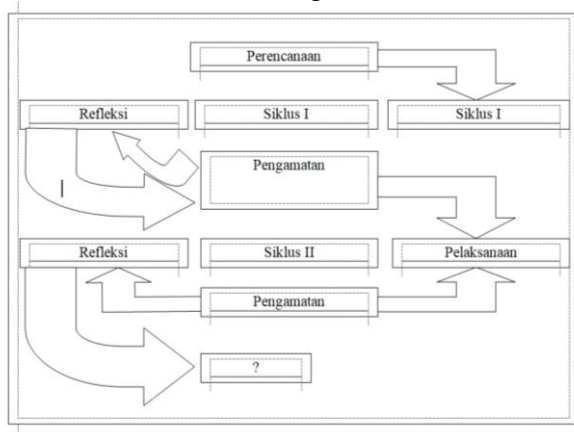 Perencanaan
Refleksi
Siklus I
Siklus I
Pengamatan
Refleksi
Siklus II
Pelaksanaan
Pengamatan
?